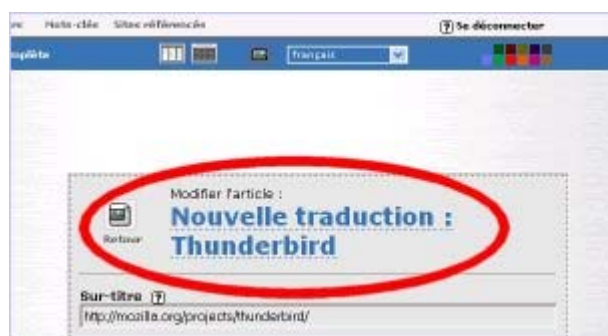 Mots-clés Sites référencés Se déconnecter
français
Modifier l'article :
Nouvelle traduction :
Thunderbird
Retour
Sur-titre
http://mozilla.org/projects/thunderbird/